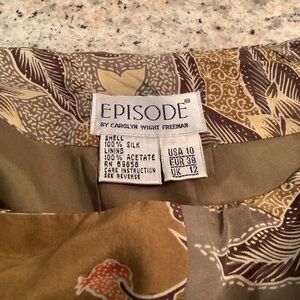 EPISODE®
BY CAROLYN WIGHT FREEMAN
SHELL
100% SILK
LINING
100% ACETATE
RN 69858
CARE INSTRUCTION
SEE REVERSE
USA 10
EUR 38
UK 12